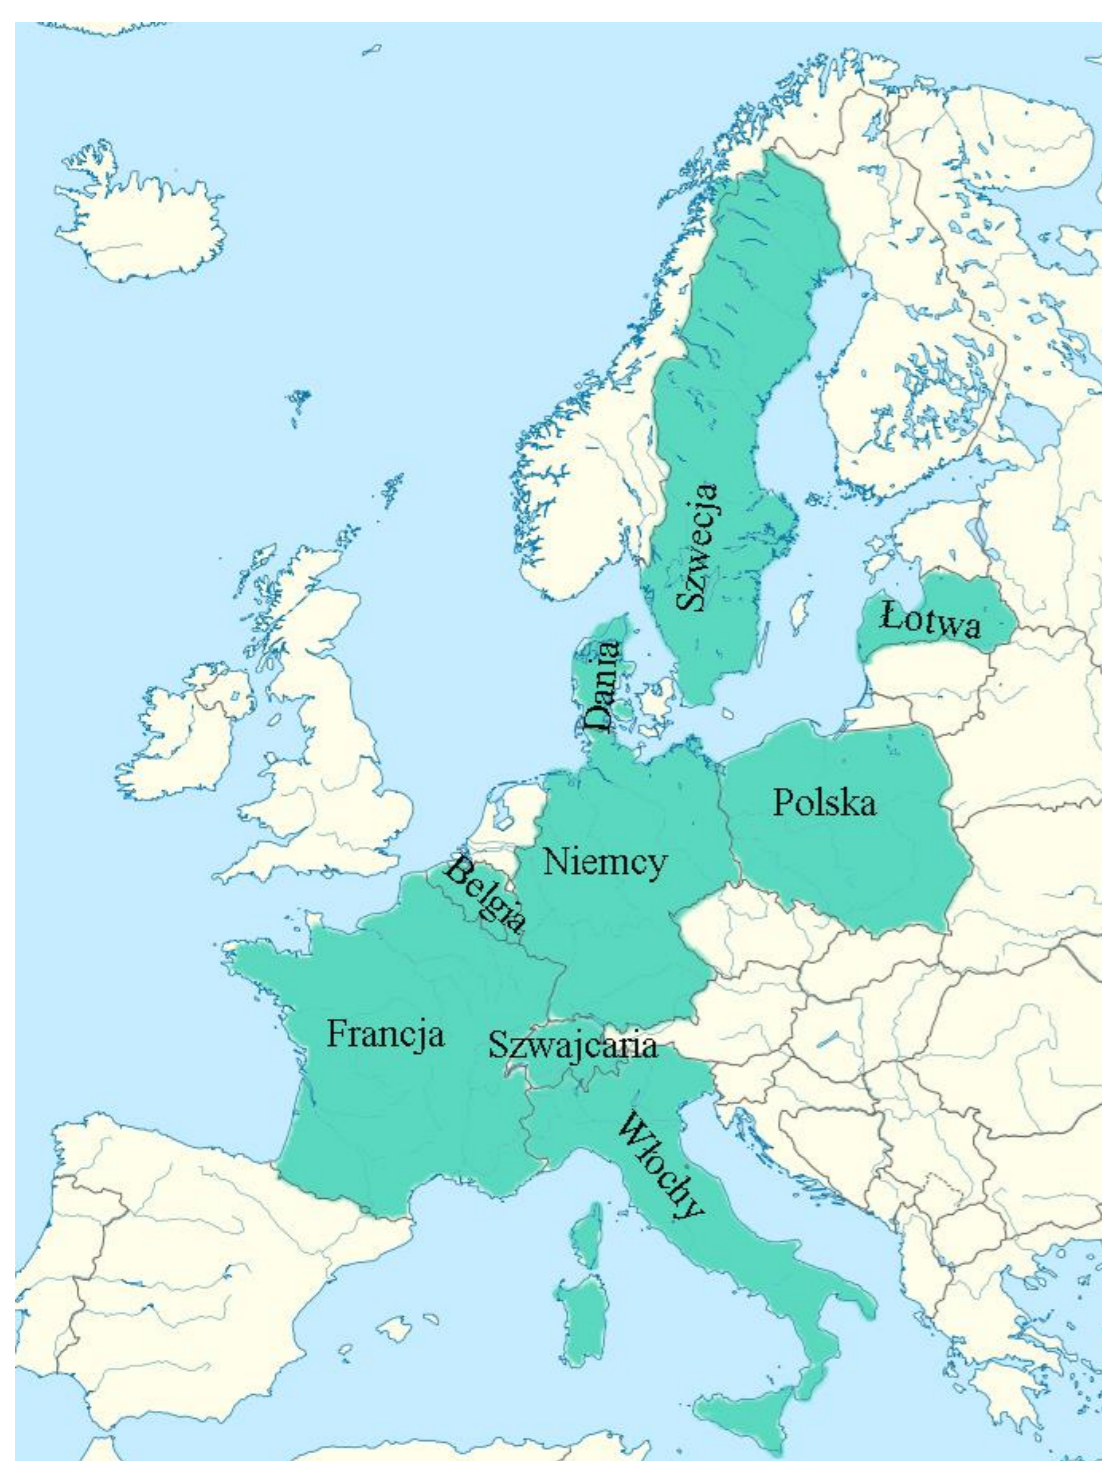 Szwecja
Łotwa
Dania
Polska
Niemcy
Belgia
Francja
Szwajcaria
Włochy